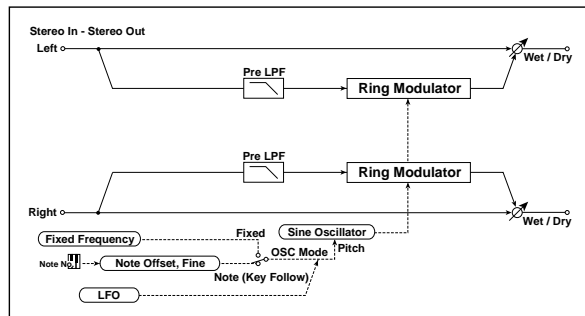 Stereo In - Stereo Out
Left
Wet / Dry
Pre LPF
Ring Modulator
Pre LPF
Ring Modulator
Right
Wet / Dry
Fixed Frequency
Fixed
Sine Oscillator
OSC Mode
Pitch
Note No.
Note Offset, Fine
Note (Key Follow)
LFO